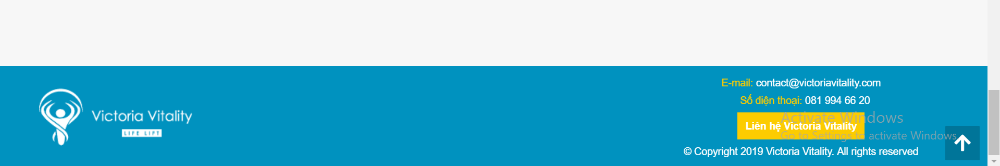 Victoria Vitality
LIFE LIFT
E-mail: contact@victoriavitality.com
Số điện thoại: 081 994 66 20
Liên hệ Victoria Vitality
Activate Windows
Go to Settings to activate Windows.
© Copyright 2019 Victoria Vitality. All rights reserved